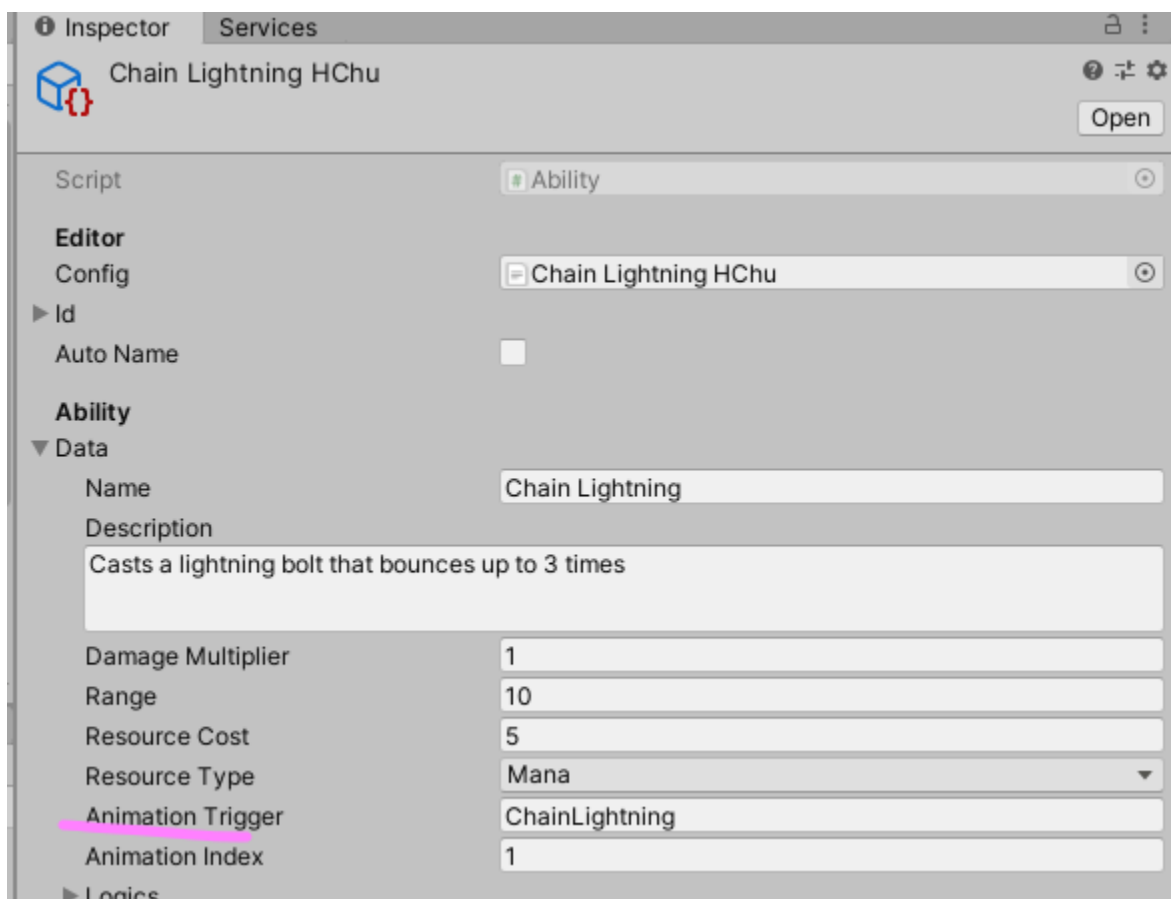 Inspector Services
Chain Lightning HChu
Open
Script Ability
Editor
Config Chain Lightning HChu
Id
Auto Name
Ability
Data
Name Chain Lightning
Description
Casts a lightning bolt that bounces up to 3 times
Damage Multiplier 1
Range 10
Resource Cost 5
Resource Type Mana
Animation Trigger ChainLightning
Animation Index 1
Logics